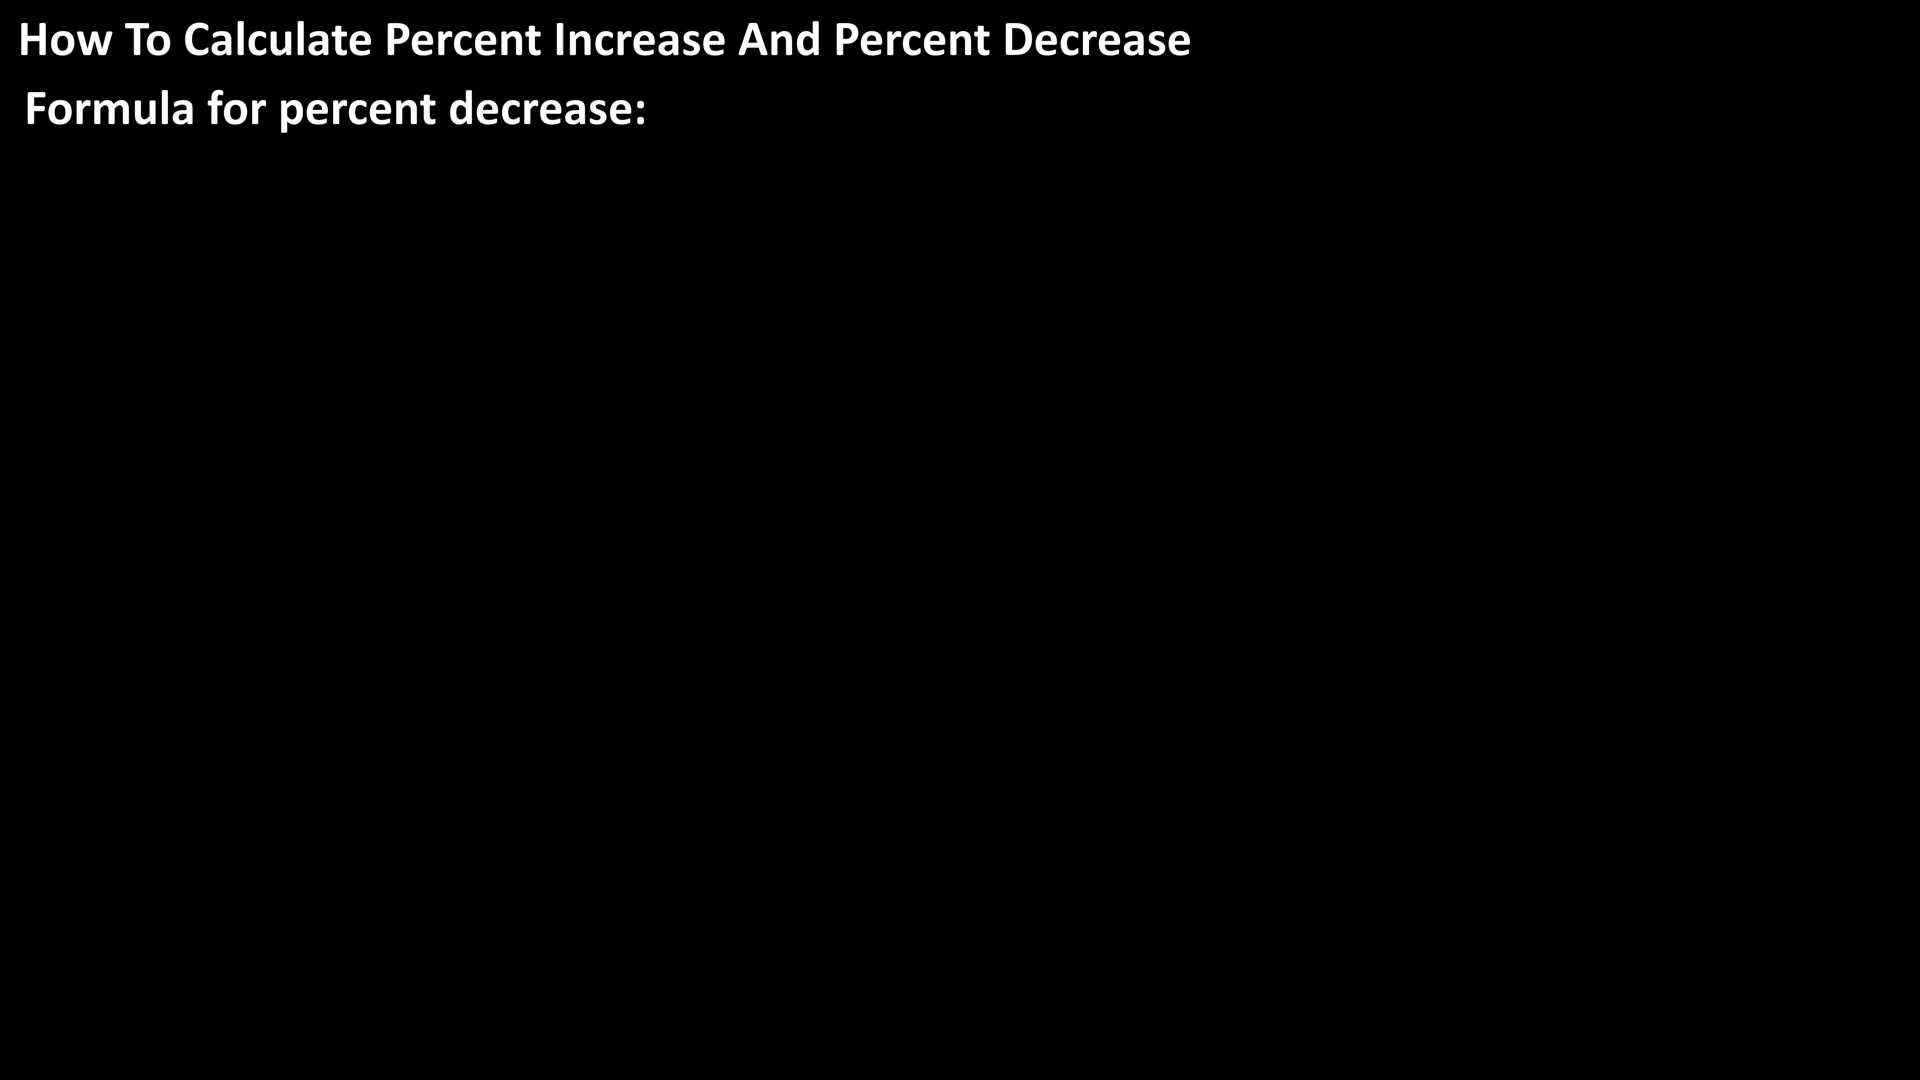 How To Calculate Percent Increase And Percent Decrease
Formula for percent decrease: